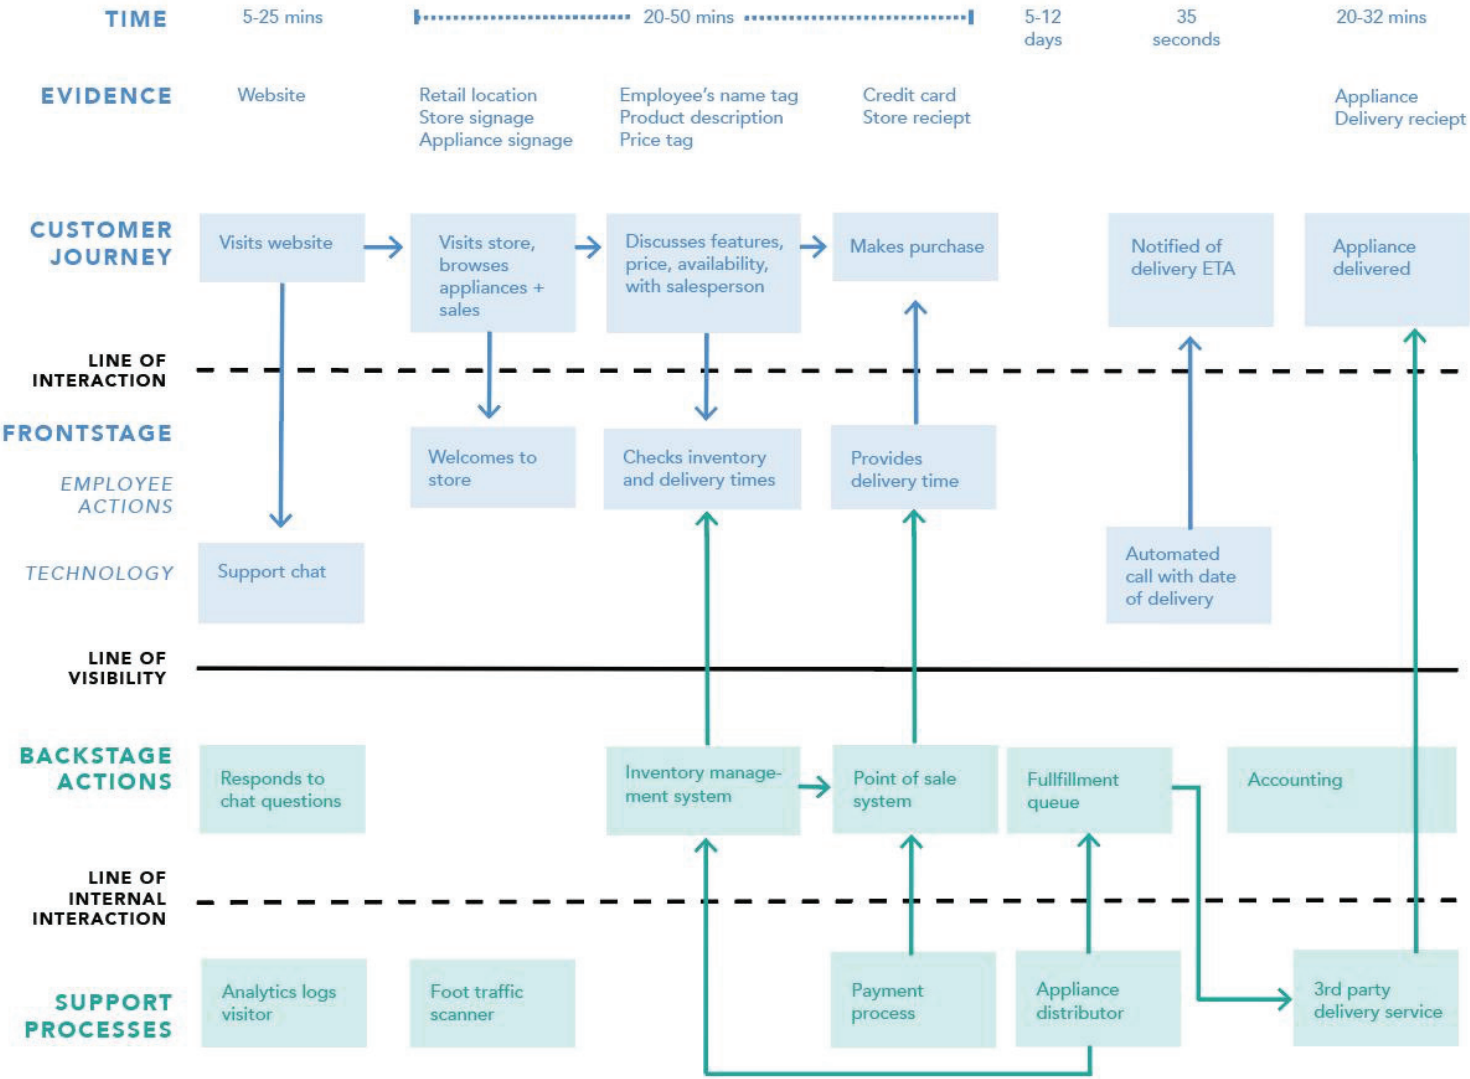 TIME
5-25 mins
20-50 mins
5-12
days
35
seconds
20-32 mins
EVIDENCE
Website
Retail location
Store signage
Appliance signage
Employee's name tag
Product description
Price tag
Credit card
Store reciept
Appliance
Delivery reciept
CUSTOMER
JOURNEY
Visits website
Visits store,
browses
appliances +
sales
Discusses features,
price, availability,
with salesperson
Makes purchase
Notified of
delivery ETA
Appliance
delivered
LINE OF
INTERACTION
FRONTSTAGE
EMPLOYEE
ACTIONS
Welcomes to
store
Checks inventory
and delivery times
Provides
delivery time
TECHNOLOGY
Support chat
Automated
call with date
of delivery
LINE OF
VISIBILITY
BACKSTAGE
ACTIONS
Responds to
chat questions
Inventory manage-
ment system
Point of sale
system
Fullfillment
queue
Accounting
LINE OF
INTERNAL
INTERACTION
SUPPORT
PROCESSES
Analytics logs
visitor
Foot traffic
scanner
Payment
process
Appliance
distributor
3rd party
delivery service